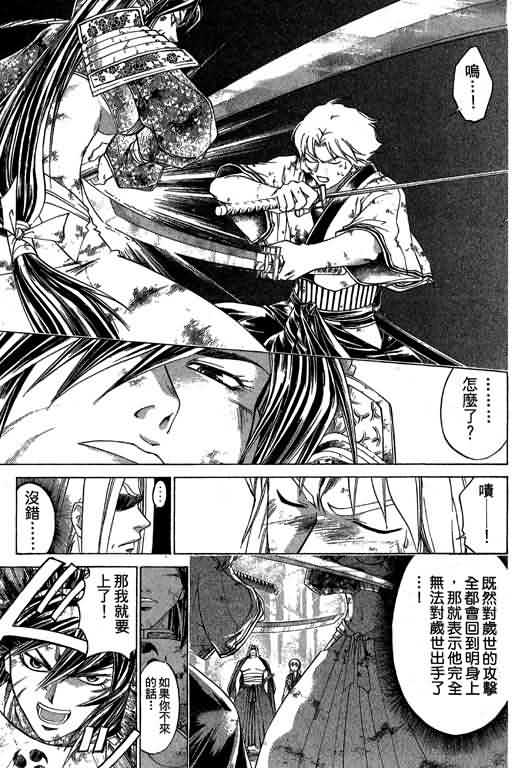 嗚
⋯！
⋯⋯⋯
怎麼了？
嘖
──！
⋯⋯
沒錯
⋯⋯
既然對歲世的攻擊
全都會回到明身上
，那就表示他完全
無法對歲世出手了
⋯！
如果你不來
的話⋯
那我就要
上了！